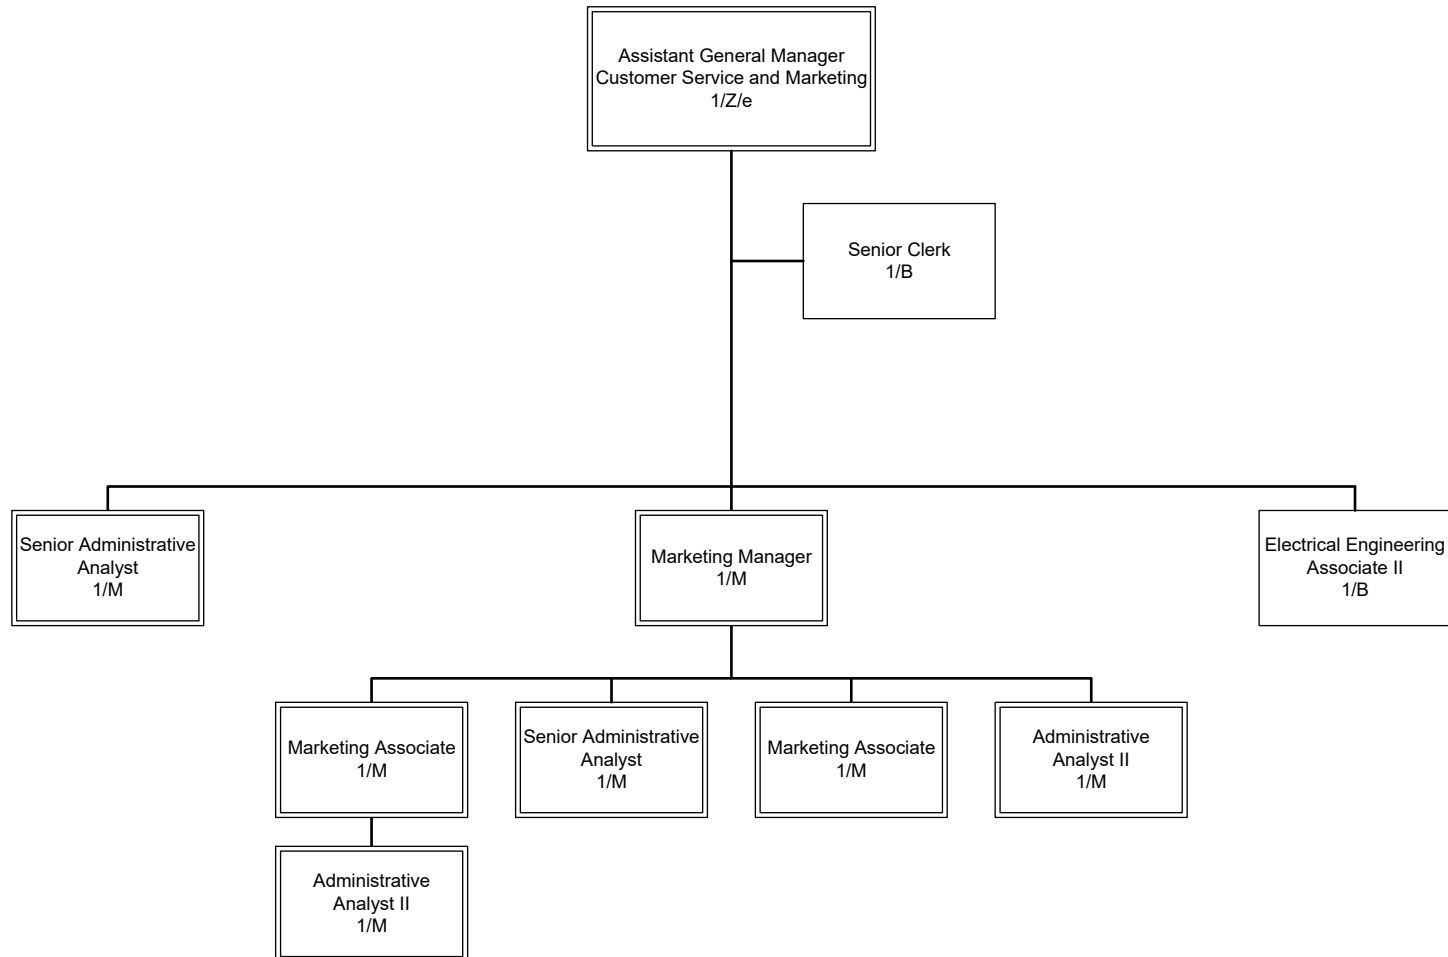 Assistant General Manager
Customer Service and Marketing
1/Z/e
Senior Clerk
1/B
Senior Administrative
Analyst
1/M
Marketing Manager
1/M
Electrical Engineering
Associate II
1/B
Marketing Associate
1/M
Senior Administrative
Analyst
1/M
Marketing Associate
1/M
Administrative
Analyst II
1/M
Administrative
Analyst II
1/M